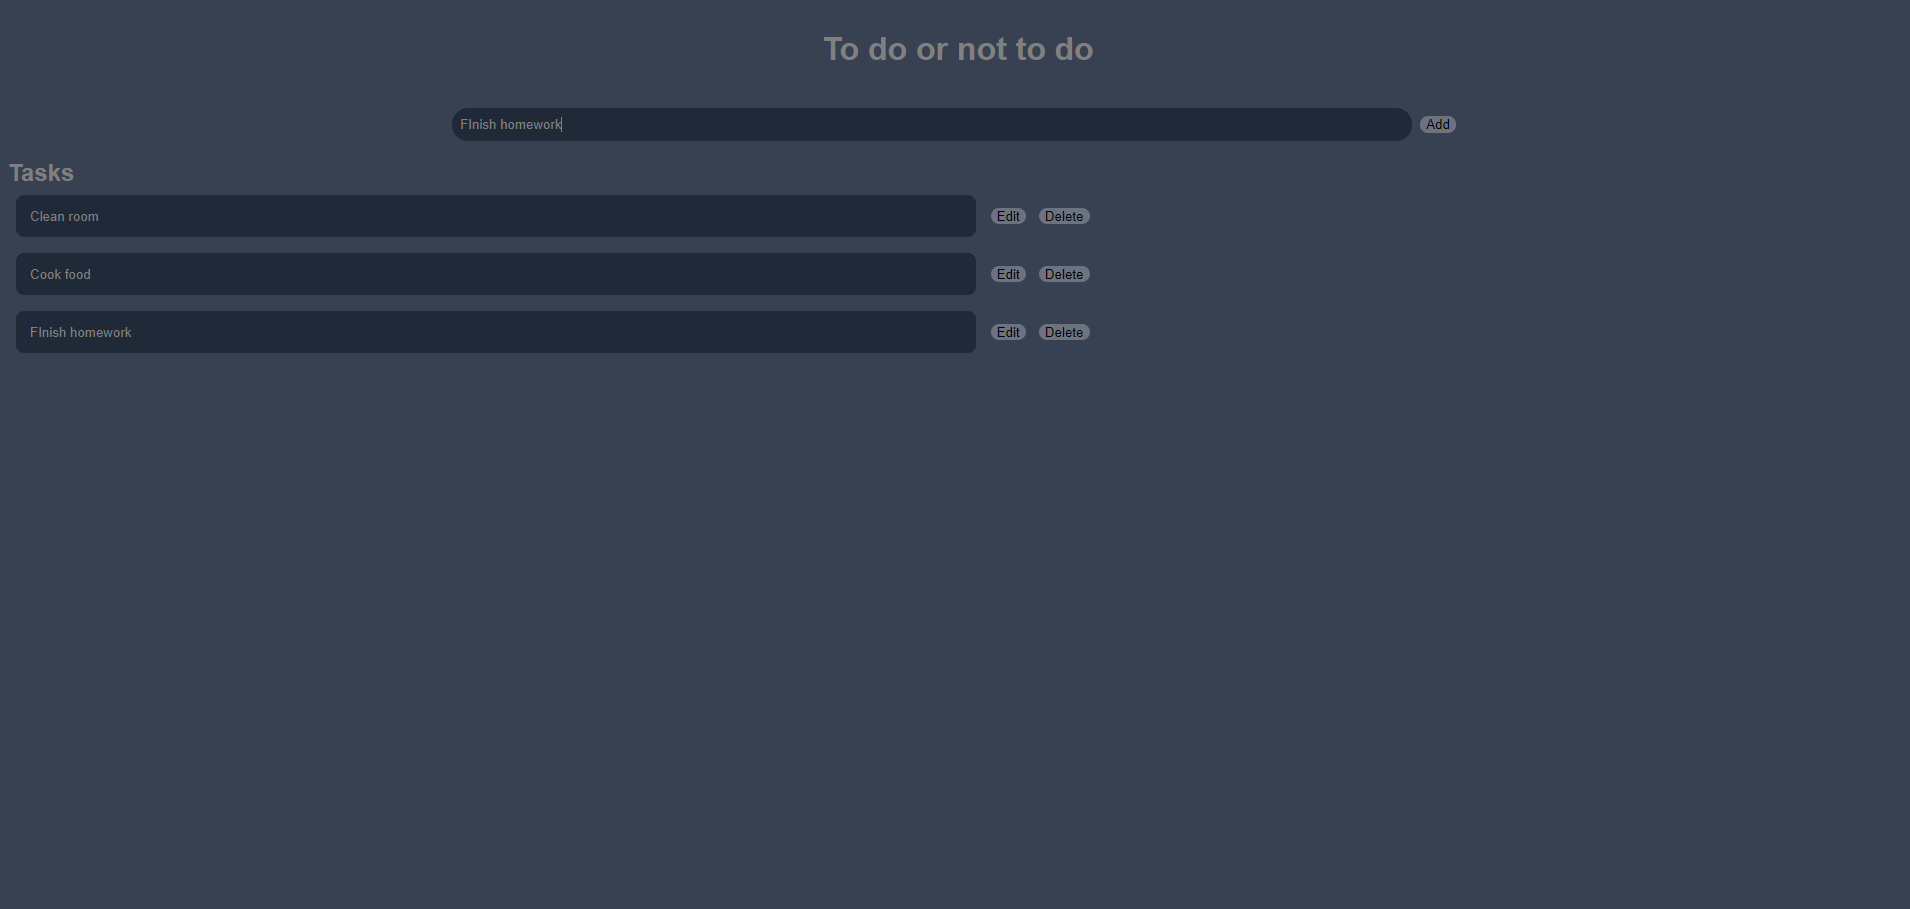 To do or not to do
FInish homework Add
Tasks
Clean room Edit Delete
Cook food Edit Delete
FInish homework Edit Delete